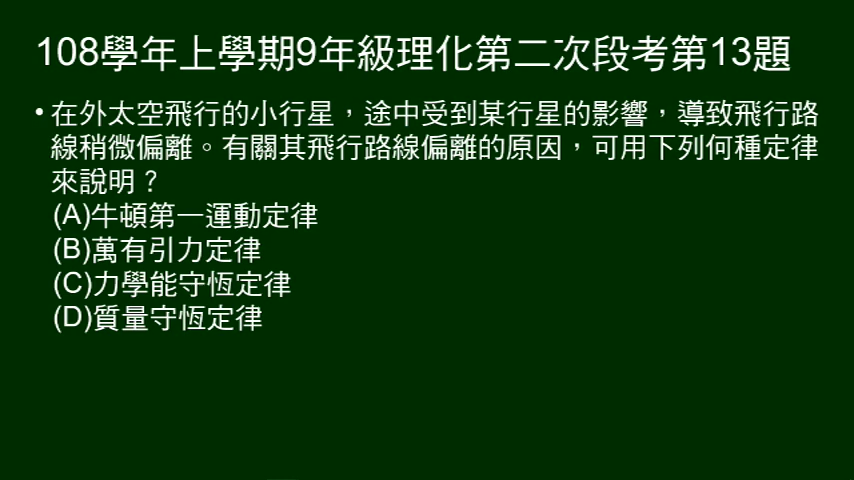 108學年上學期9年級理化第二次段考第13題
•在外太空飛行的小行星，途中受到某行星的影響，導致飛行路
線稍微偏離。有關其飛行路線偏離的原因，可用下列何種定律
來說明？
(A)牛頓第一運動定律
(B)萬有引力定律
(C)力學能守恆定律
(D)質量守恆定律